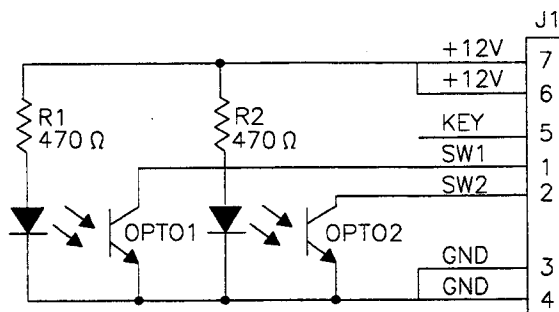 J1
+12V 7
+12V 6
R1
470 Ω
R2
470 Ω
KEY 5
SW1 1
SW2 2
OPTO1
OPTO2
GND 3
GND 4